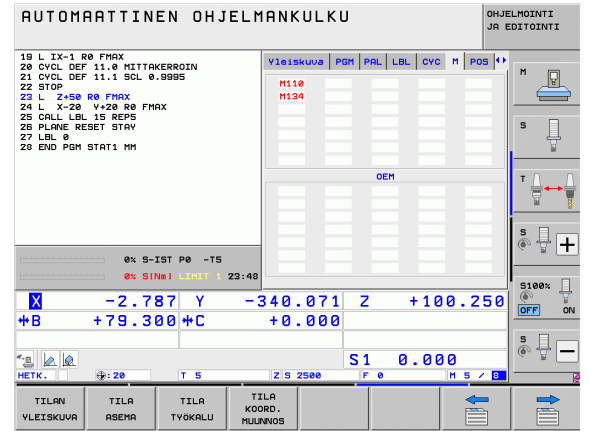 AUTOMAATTINEN OHJELMANKULKU
OHJELMOINTI
JA EDITOINTI
19 L IX-1 R0 FMAX
20 CYCL DEF 11.0 MITTAKERROIN
21 CYCL DEF 11.1 SCL 0.9995
22 STOP
23 L Z+50 R0 FMAX
24 L X-20 Y+20 R0 FMAX
25 CALL LBL 15 REP5
26 PLANE RESET STAY
27 LBL 0
28 END PGM STAT1 MM
Yleiskuva PGM PAL LBL CYC M POS
M110
M134
OEM
0% S-IST P0 -T5
0% S[Nm] LIMIT 1 23:48
X -2.787 Y -340.071 Z +100.250
B +79.300 C +0.000
S1 0.000
HETK. :20 T 5 Z S 2500 F 0 M 5 / 8
M
S
T
S
S100%
OFF ON
S
TILAN YLEISKUVA
TILA ASEMA
TILA TYÖKALU
TILA KOORD. MUUNNOS